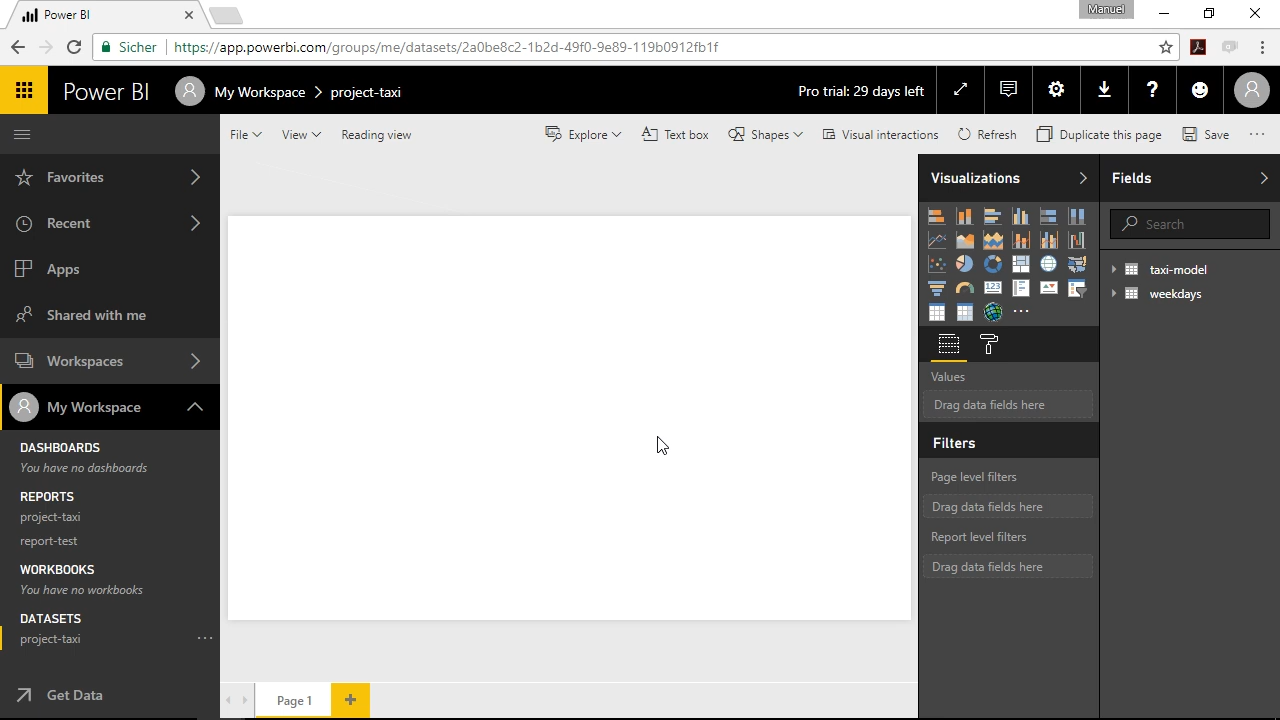 Power BI
Manuel
Sicher
https://app.powerbi.com/groups/me/datasets/2a0bd8c2-1b2d-49f0-9e89-119b0912fb1f
Power BI
My Workspace > project-taxi
Pro trial: 29 days left
File
View
Reading view
Explore
Text box
Shapes
Visual interactions
Refresh
Duplicate this page
Save
Favorites
Recent
Apps
Shared with me
Workspaces
My Workspace
DASHBOARDS
You have no dashboards
REPORTS
project-taxi
report-test
WORKBOOKS
You have no workbooks
DATASETS
project-taxi
Get Data
Page 1
Visualizations
123
Values
Drag data fields here
Filters
Page level filters
Drag data fields here
Report level filters
Drag data fields here
Fields
Search
taxi-model
weekdays